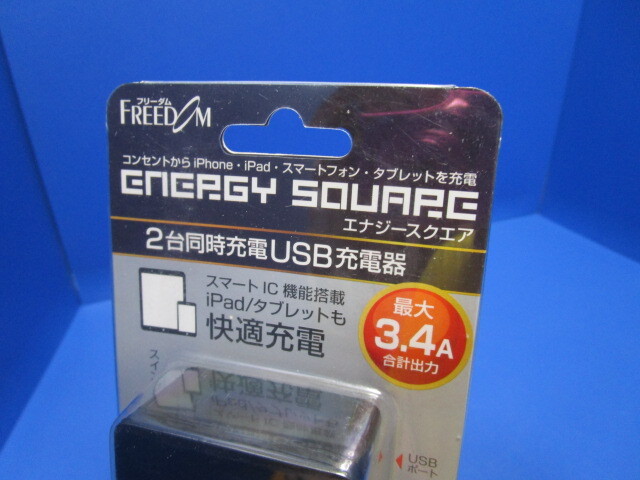 フリーダム
FREEDOM
コンセントからiPhone・iPad・スマートフォン・タブレットを充電
ENERGY SQUARE
エナジースクエア
2台同時充電USB充電器
スマートIC機能搭載
iPad/タブレットも
快適充電
最大
3.4A
合計出力
USB
ポート